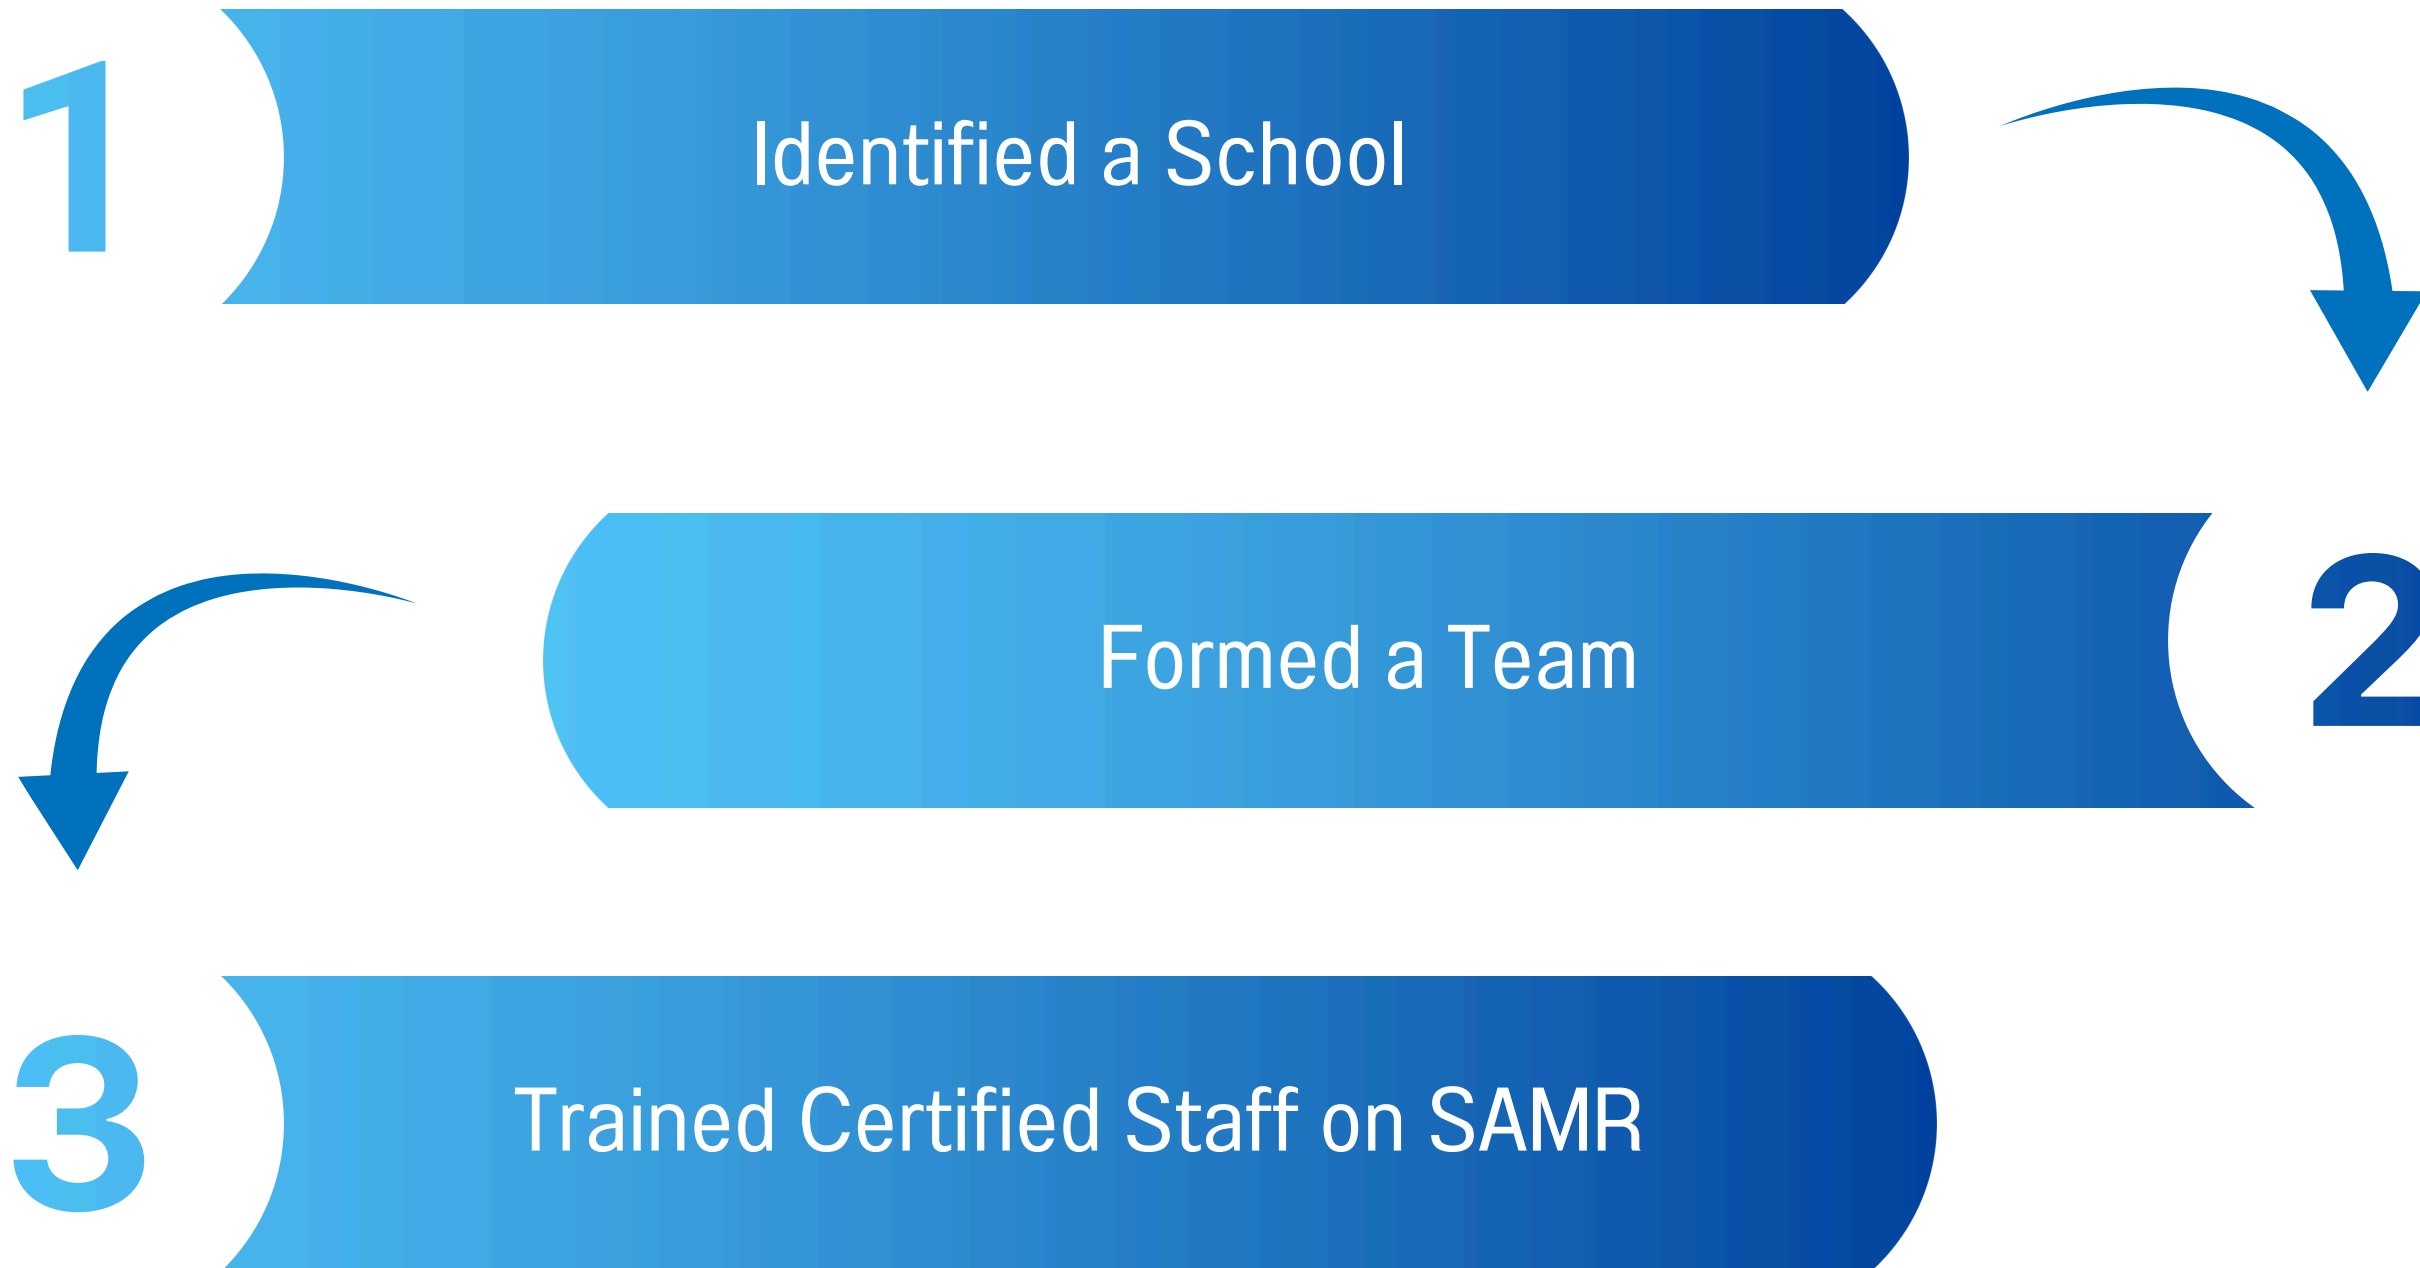 1
Identified a School
Formed a Team
2
3
Trained Certified Staff on SAMR